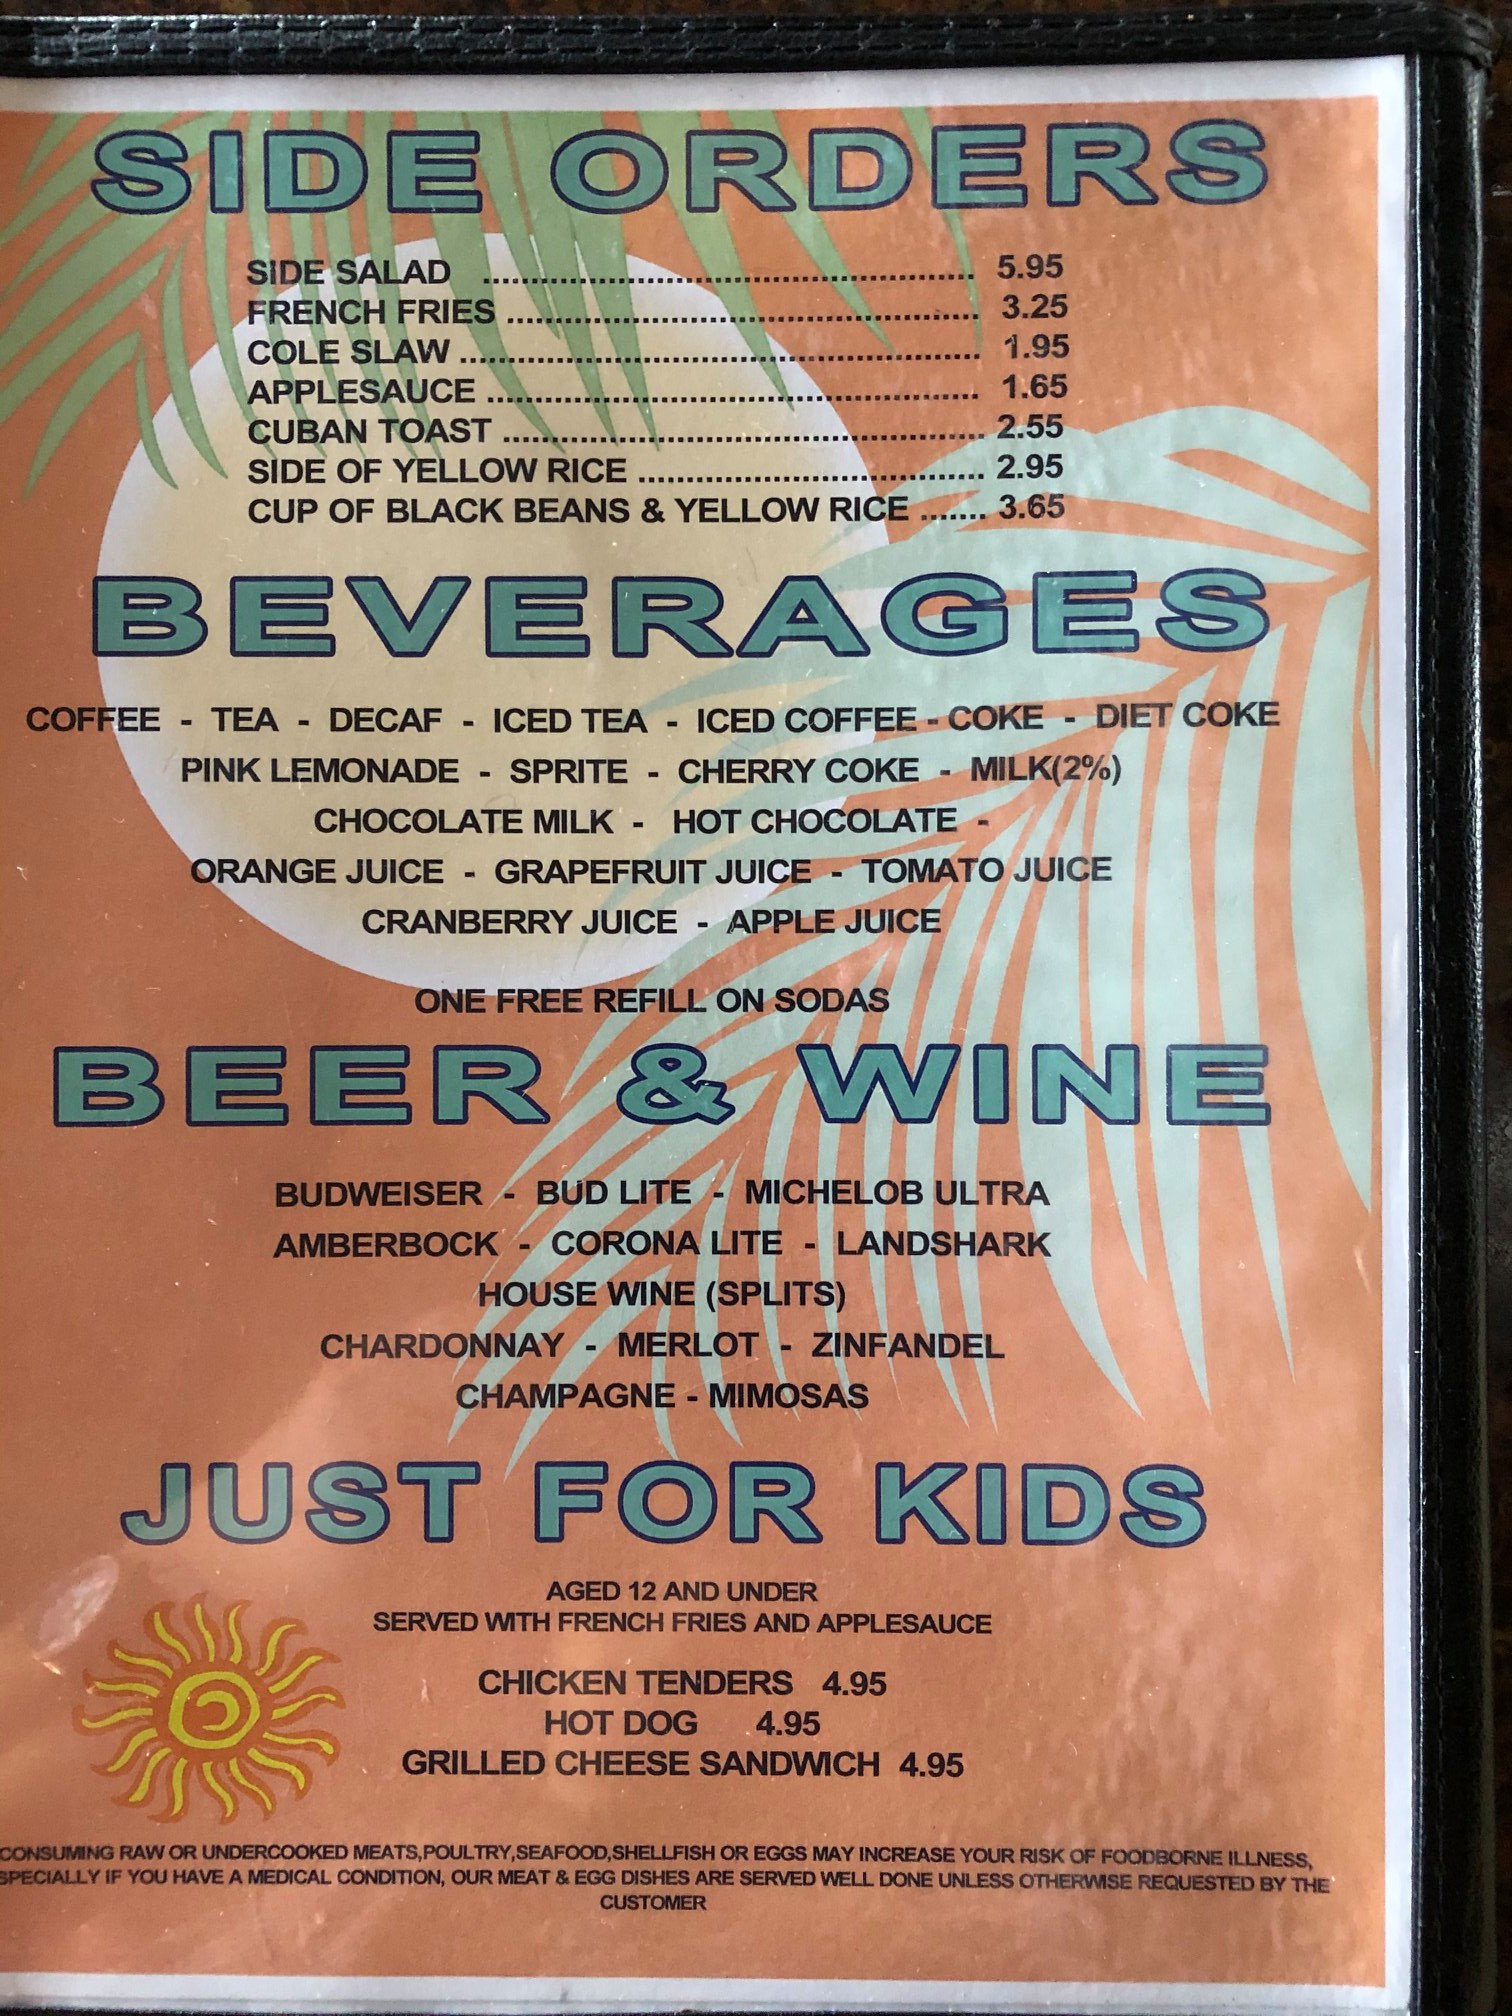 SIDE ORDERS
SIDE SALAD ................................................ 5.95
FRENCH FRIES .............................................. 3.25
COLE SLAW ................................................... 1.95
APPLESAUCE ................................................ 1.65
CUBAN TOAST ............................................... 2.55
SIDE OF YELLOW RICE .................................. 2.95
CUP OF BLACK BEANS & YELLOW RICE ....... 3.65
BEVERAGES
COFFEE - TEA - DECAF - ICED TEA - ICED COFFEE - COKE - DIET COKE
PINK LEMONADE - SPRITE - CHERRY COKE - MILK(2%)
CHOCOLATE MILK - HOT CHOCOLATE -
ORANGE JUICE - GRAPEFRUIT JUICE - TOMATO JUICE
CRANBERRY JUICE - APPLE JUICE
ONE FREE REFILL ON SODAS
BEER & WINE
BUDWEISER - BUD LITE - MICHELOB ULTRA
AMBERBOCK - CORONA LITE - LANDSHARK
HOUSE WINE (SPLITS)
CHARDONNAY - MERLOT - ZINFANDEL
CHAMPAGNE - MIMOSAS
JUST FOR KIDS
AGED 12 AND UNDER
SERVED WITH FRENCH FRIES AND APPLESAUCE
CHICKEN TENDERS 4.95
HOT DOG 4.95
GRILLED CHEESE SANDWICH 4.95
CONSUMING RAW OR UNDERCOOKED MEATS,POULTRY,SEAFOOD,SHELLFISH OR EGGS MAY INCREASE YOUR RISK OF FOODBORNE ILLNESS,
SPECIALLY IF YOU HAVE A MEDICAL CONDITION, OUR MEAT & EGG DISHES ARE SERVED WELL DONE UNLESS OTHERWISE REQUESTED BY THE
CUSTOMER